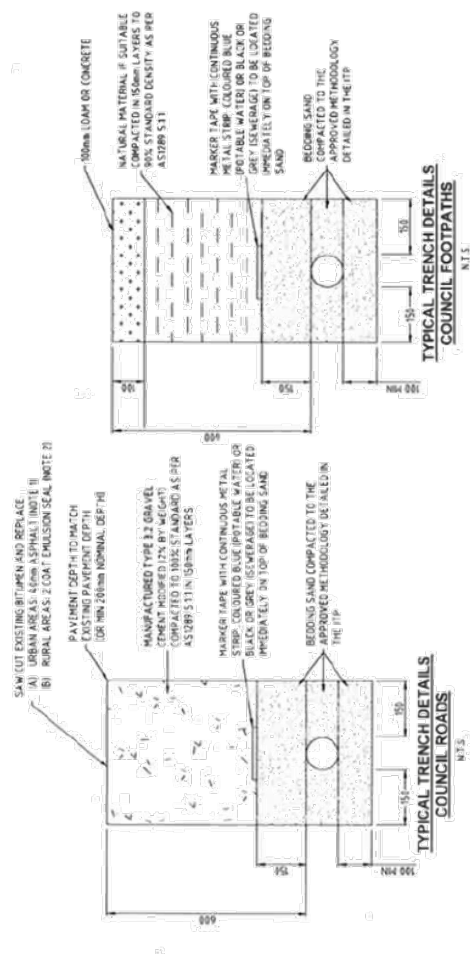 SAW CUT EXISTING BITUMEN AND REPLACE
(A) URBAN AREAS: 40mm ASPHALT (NOTE 1)
(B) RURAL AREAS: 2 COAT EMULSION SEAL (NOTE 2)
PAVEMENT DEPTH TO MATCH
EXISTING PAVEMENT DEPTH
(OR MIN 200mm NOMINAL DEPTH)
MANUFACTURED TYPE 3.2 GRAVEL
CEMENT MODIFIED (2% BY WEIGHT)
COMPACTED TO 100% STANDARD AS PER
AS1289 5.1.1 IN 150mm LAYERS
MARKER TAPE WITH CONTINUOUS METAL
STRIP, COLOURED BLUE (POTABLE WATER) OR
BLACK OR GREY (SEWERAGE) TO BE LOCATED
IMMEDIATELY ON TOP OF BEDDING SAND
BEDDING SAND COMPACTED TO THE
APPROVED METHODOLOGY DETAILED IN
THE ITP
600
150
100 MIN
150
150
TYPICAL TRENCH DETAILS
COUNCIL ROADS
N.T.S.
100mm LOAM OR CONCRETE
NATURAL MATERIAL IF SUITABLE
COMPACTED IN 150mm LAYERS TO
90% STANDARD DENSITY AS PER
AS1289 5.1.1
MARKER TAPE WITH CONTINUOUS
METAL STRIP, COLOURED BLUE
(POTABLE WATER) OR BLACK OR
GREY (SEWERAGE) TO BE LOCATED
IMMEDIATELY ON TOP OF BEDDING
SAND
BEDDING SAND
COMPACTED TO THE
APPROVED METHODOLOGY
DETAILED IN THE ITP
100
600
150
100 MIN
150
150
TYPICAL TRENCH DETAILS
COUNCIL FOOTPATHS
N.T.S.